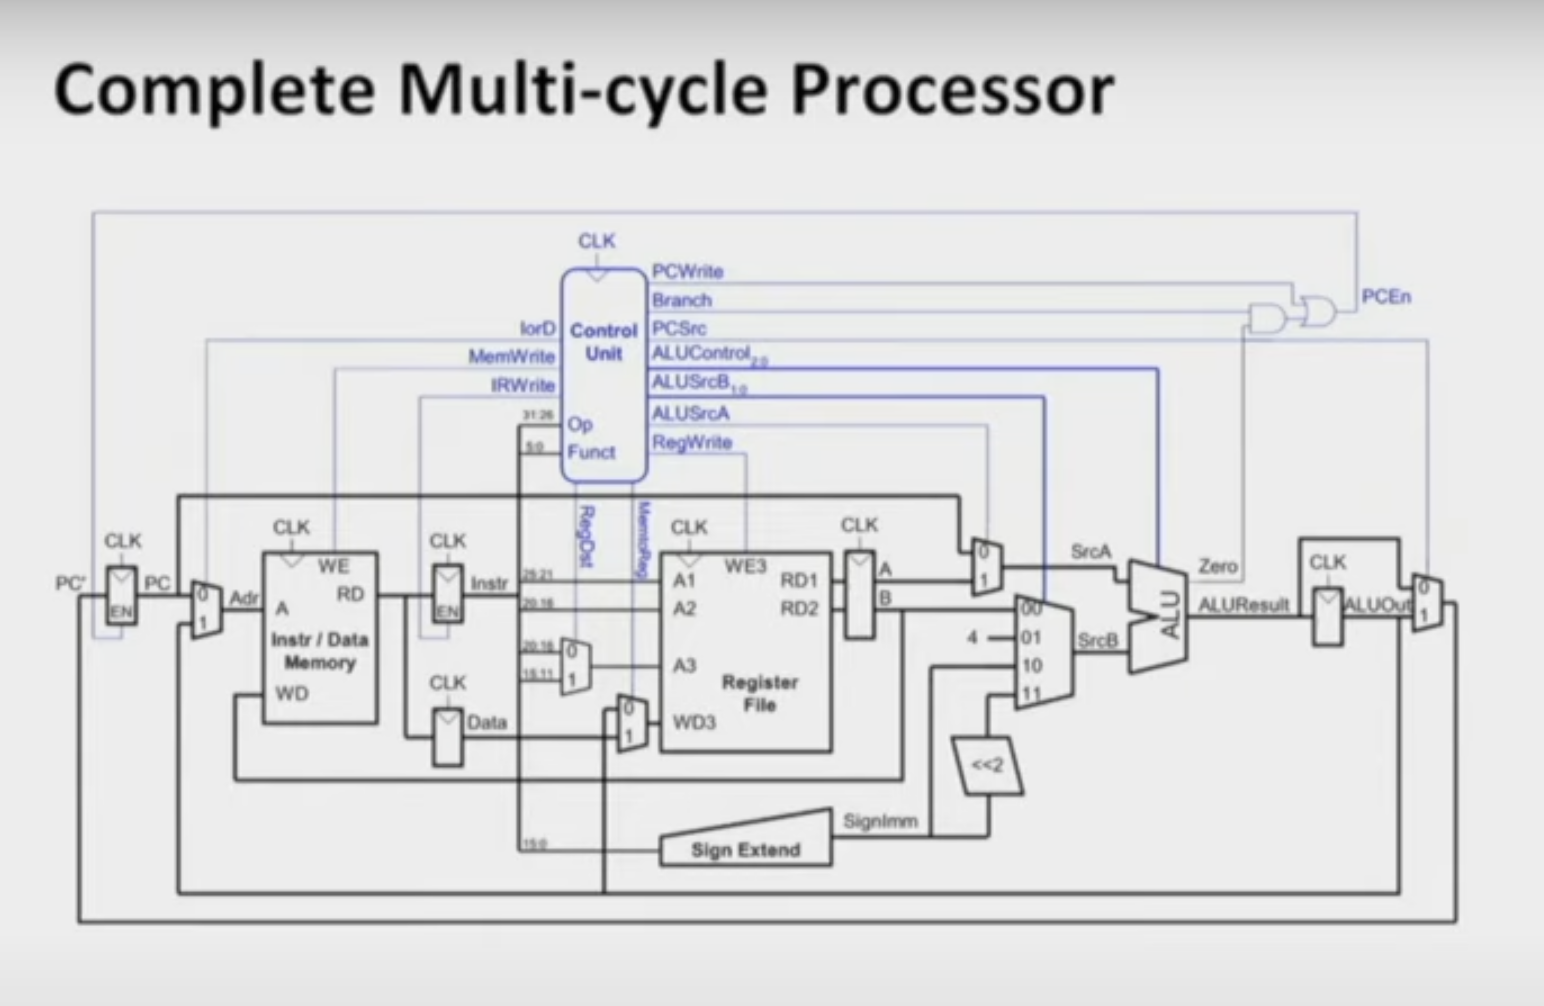 Complete Multi-cycle Processor
CLK
PCWrite
Branch
PCEn
IorD
Control
Unit
PCSrc
MemWrite
ALUControl2:0
IRWrite
ALUSrcB1:0
31:26
Op
ALUSrcA
5:0
Funct
RegWrite
RegDst
MemtoReg
CLK
CLK
CLK
CLK
CLK
CLK
PC'
PC
EN
0
1
Adr
WE
A
RD
Instr / Data
Memory
WD
EN
Instr
CLK
Data
25:21
20:16
20:16
15:11
0
1
0
1
A1
A2
A3
WD3
WE3
RD1
RD2
Register
File
A
B
0
1
SrcA
4
00
01
10
11
SrcB
ALU
Zero
ALUResult
ALUOut
0
1
<<2
15:0
Sign Extend
SignImm